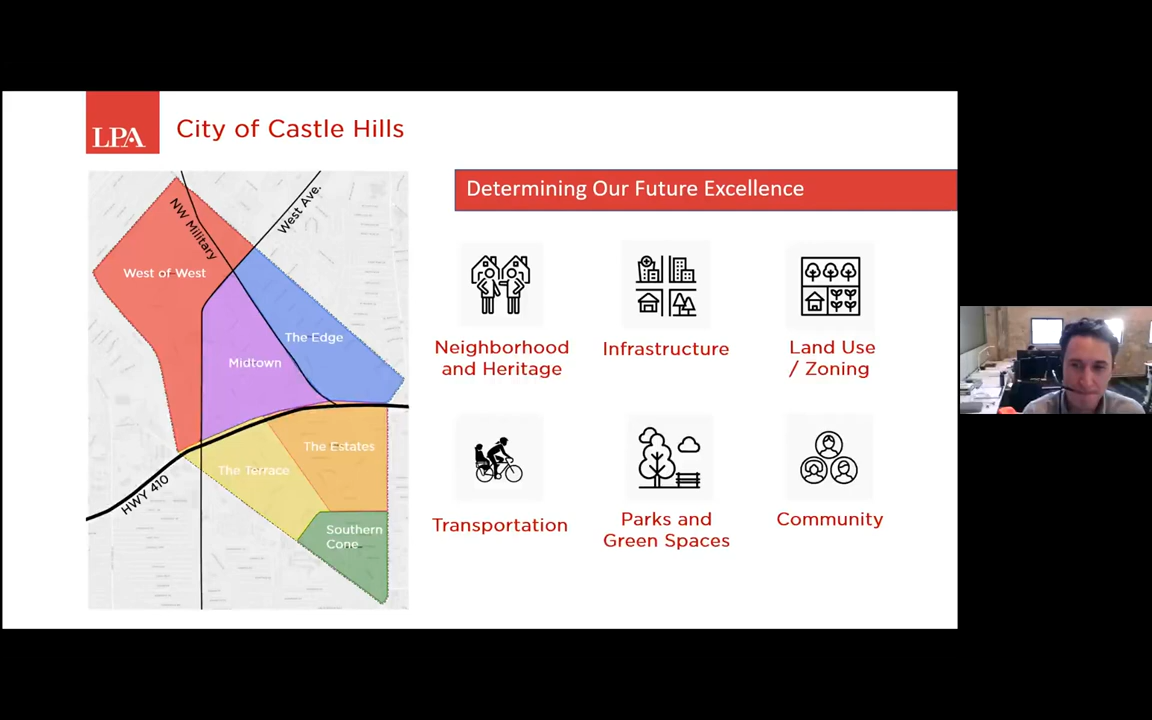 LPA
City of Castle Hills
Determining Our Future Excellence
NW Military
West Ave.
West of West
The Edge
Midtown
The Estates
The Terrace
HWY 410
Southern
Cone
Neighborhood
and Heritage
Infrastructure
Land Use
/ Zoning
Transportation
Parks and
Green Spaces
Community